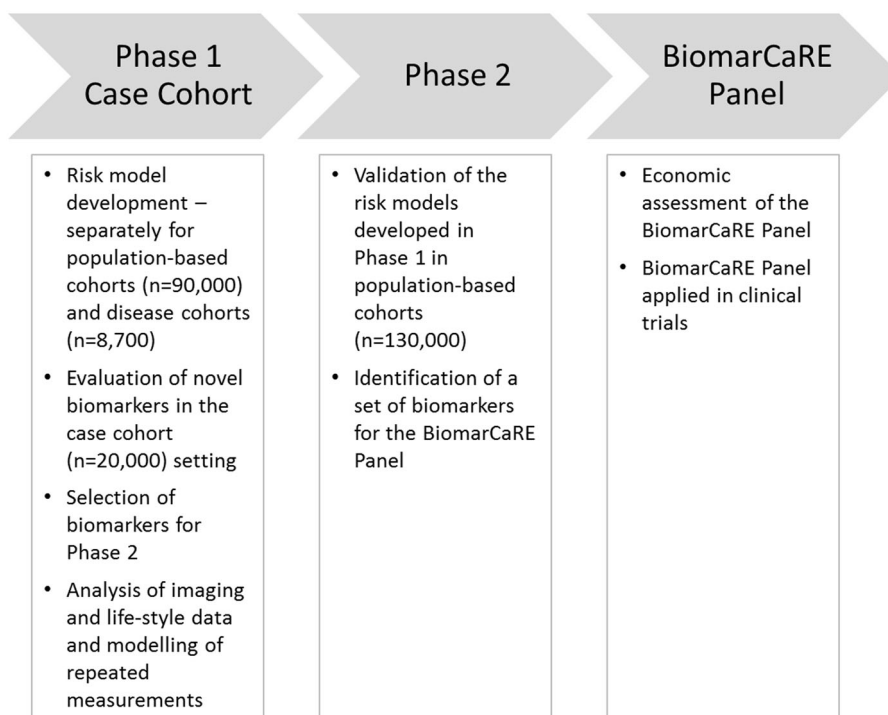 Phase 1
Case Cohort
Phase 2
BiomarCaRE
Panel
• Risk model
development –
separately for
population-based
cohorts (n=90,000)
and disease cohorts
(n=8,700)
• Evaluation of novel
biomarkers in the
case cohort
(n=20,000) setting
• Selection of
biomarkers for
Phase 2
• Analysis of imaging
and life-style data
and modelling of
repeated
measurements
• Validation of the
risk models
developed in
Phase 1 in
population-based
cohorts
(n=130,000)
• Identification of a
set of biomarkers
for the BiomarCaRE
Panel
• Economic
assessment of the
BiomarCaRE Panel
• BiomarCaRE Panel
applied in clinical
trials